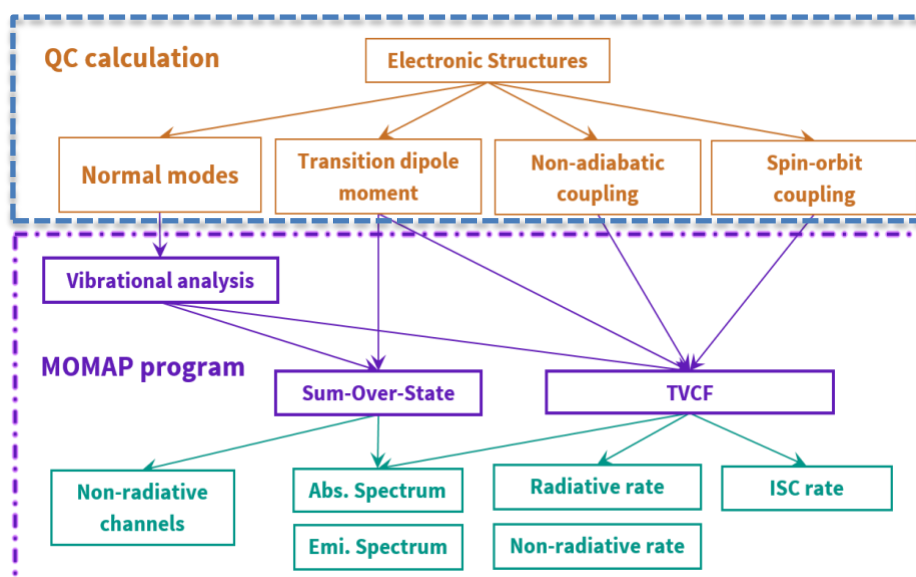 QC calculation
Electronic Structures
Normal modes
Transition dipole
moment
Non-adiabatic
coupling
Spin-orbit
coupling
Vibrational analysis
MOMAP program
Sum-Over-State
TVCF
Non-radiative
channels
Abs. Spectrum
Radiative rate
ISC rate
Emi. Spectrum
Non-radiative rate